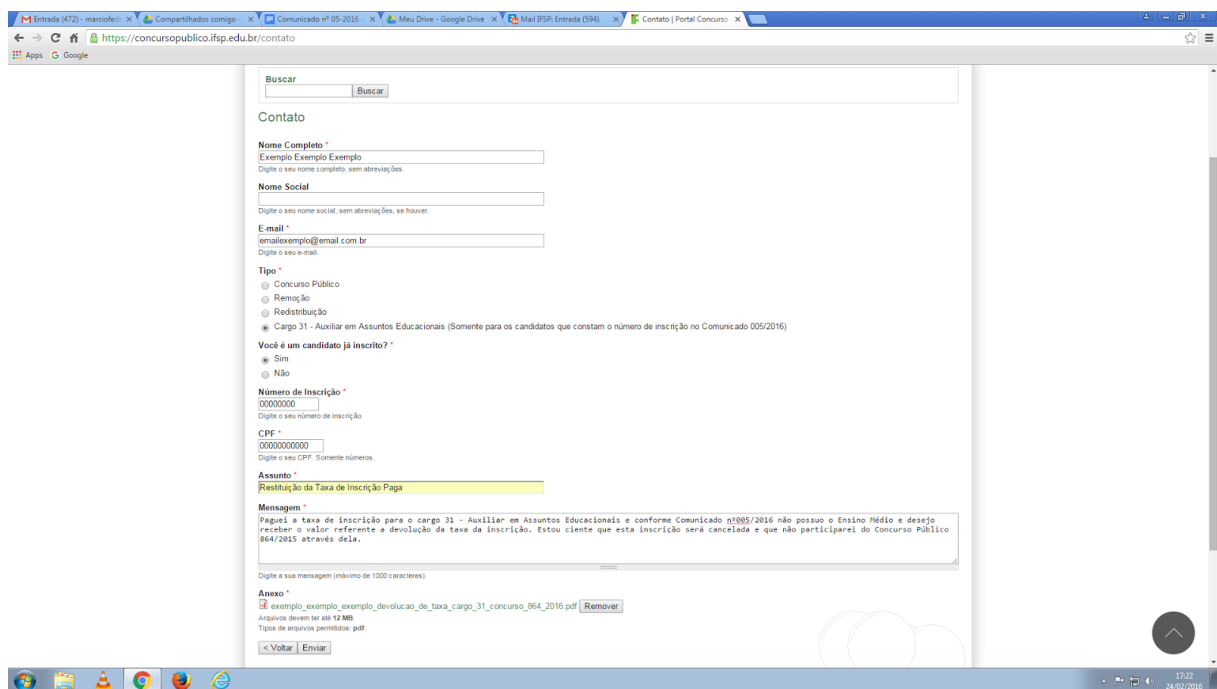 Entrada (472) - marciofed
Compartilhados comigo -
Comunicado nº 05-2016 -
Meu Drive - Google Drive
Mail IFSP: Entrada (594)
Contato | Portal Concurso
https://concursopublico.ifsp.edu.br/contato
Apps G Google
Buscar
Buscar
Contato
Nome Completo *
Exemplo Exemplo Exemplo
Digite o seu nome completo, sem abreviações.
Nome Social
Digite o seu nome social, sem abreviações, se houver.
E-mail *
emailexemplo@email.com.br
Digite o seu e-mail.
Tipo *
Concurso Público
Remoção
Redistribuição
Cargo 31 - Auxiliar em Assuntos Educacionais (Somente para os candidatos que constam o número de inscrição no Comunicado 005/2016)
Você é um candidato já inscrito? *
Sim
Não
Número de Inscrição *
00000000
Digite o seu número de inscrição.
CPF *
00000000000
Digite o seu CPF. Somente números.
Assunto *
Restituição da Taxa de Inscrição Paga
Mensagem *
Paguei a taxa de inscrição para o cargo 31 - Auxiliar em Assuntos Educacionais e conforme Comunicado nº005/2016 não possuo o Ensino Médio e desejo
receber o valor referente a devolução da taxa da inscrição. Estou ciente que esta inscrição será cancelada e que não participarei do Concurso Público
864/2015 através dela.
Digite a sua mensagem (máximo de 1000 caracteres).
Anexo *
exemplo_exemplo_exemplo_devolucao_de_taxa_cargo_31_concurso_864_2016.pdf Remover
Arquivos devem ter até 12 MB.
Tipos de arquivos permitidos: pdf.
< Voltar Enviar
17:22
24/02/2016